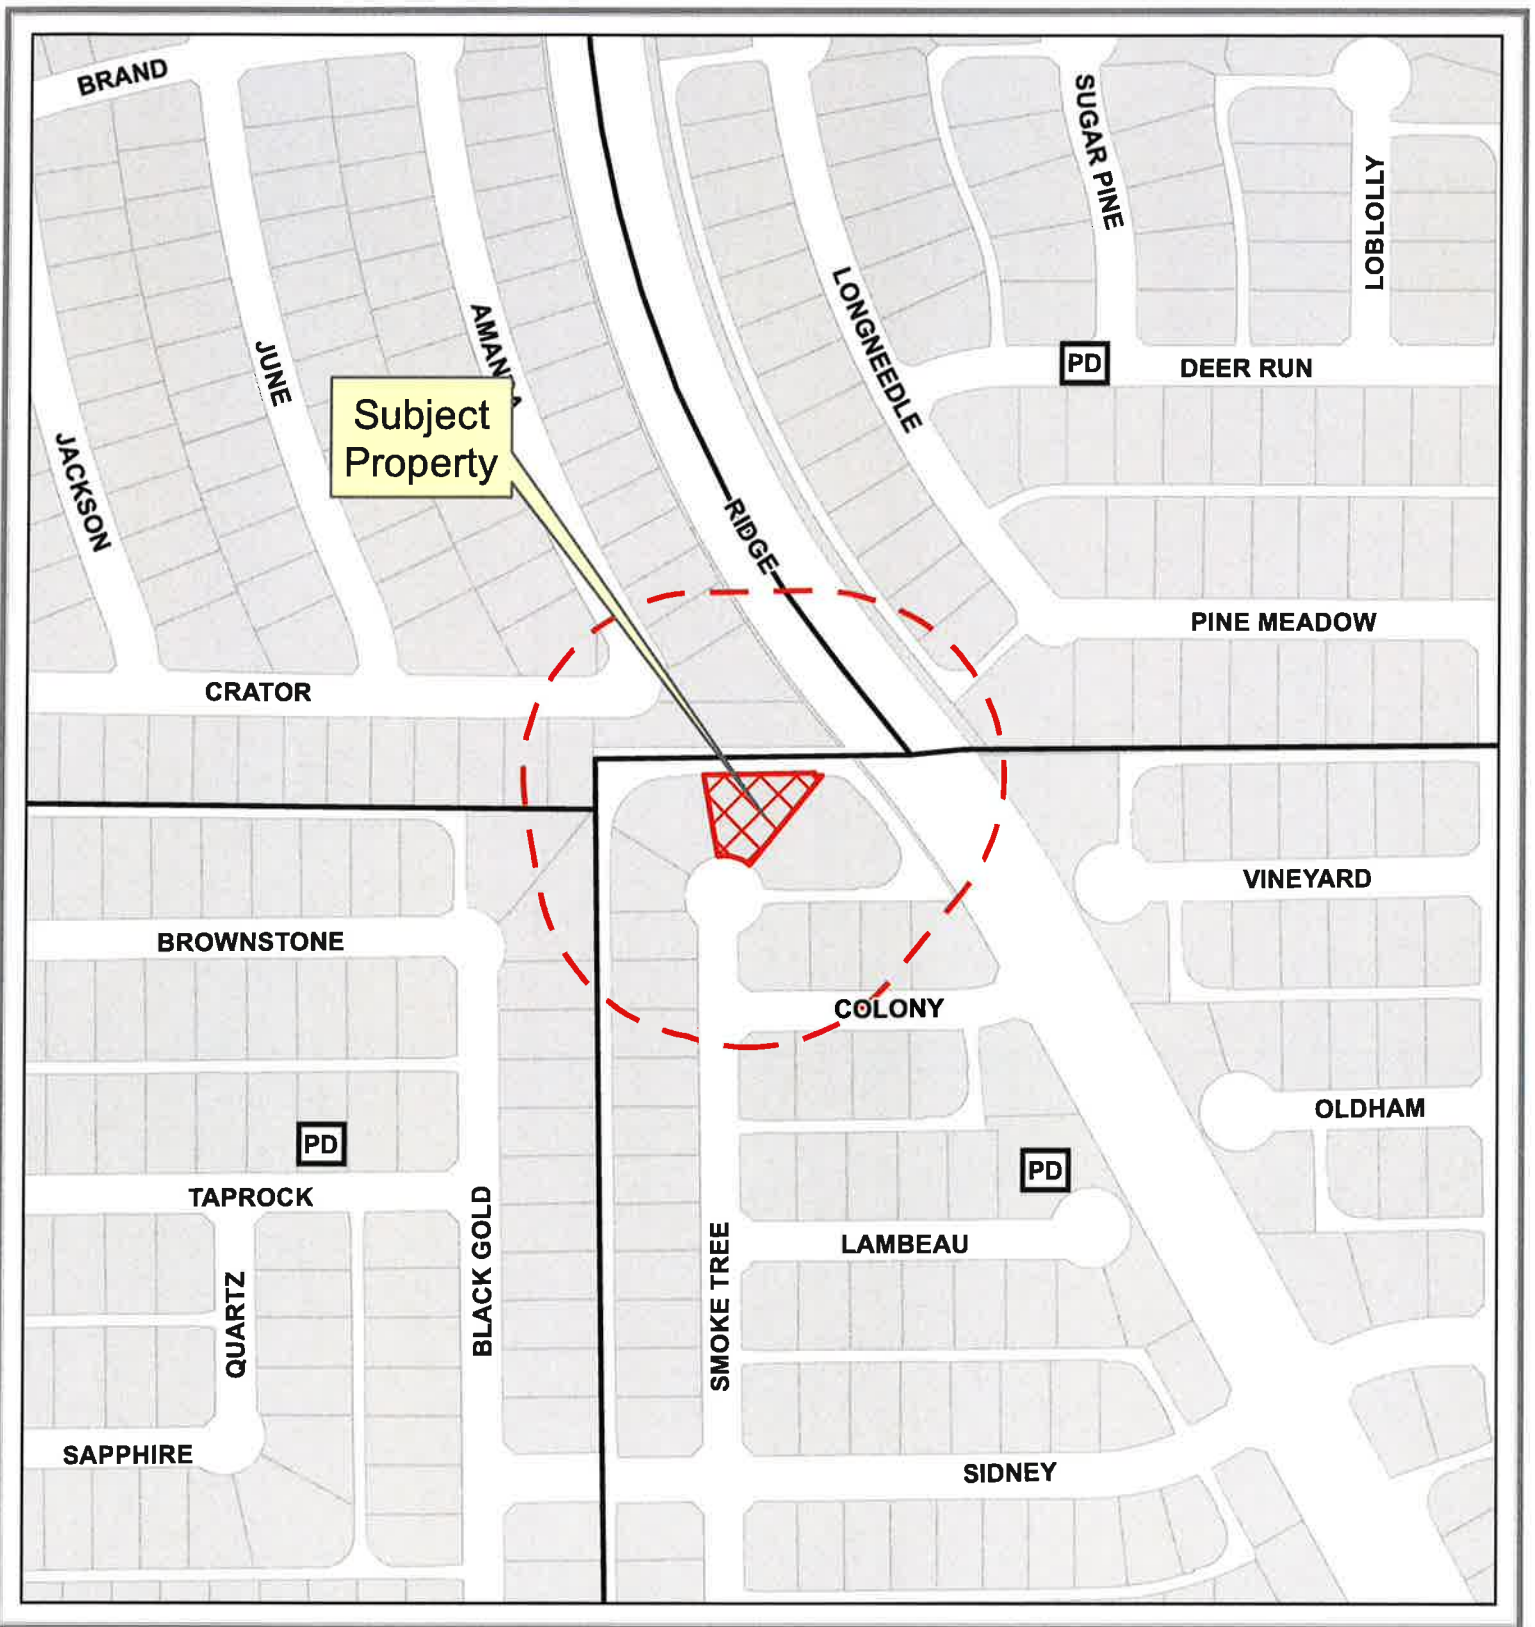 BRAND
SUGAR PINE
LOBLOLLY
LONGNEEDLE
AMANDA
JUNE
PD
DEER RUN
Subject
Property
JACKSON
RIDGE
PINE MEADOW
CRATOR
VINEYARD
BROWNSTONE
COLONY
OLDHAM
PD
PD
TAPROCK
BLACK GOLD
SMOKE TREE
LAMBEAU
QUARTZ
SAPPHIRE
SIDNEY